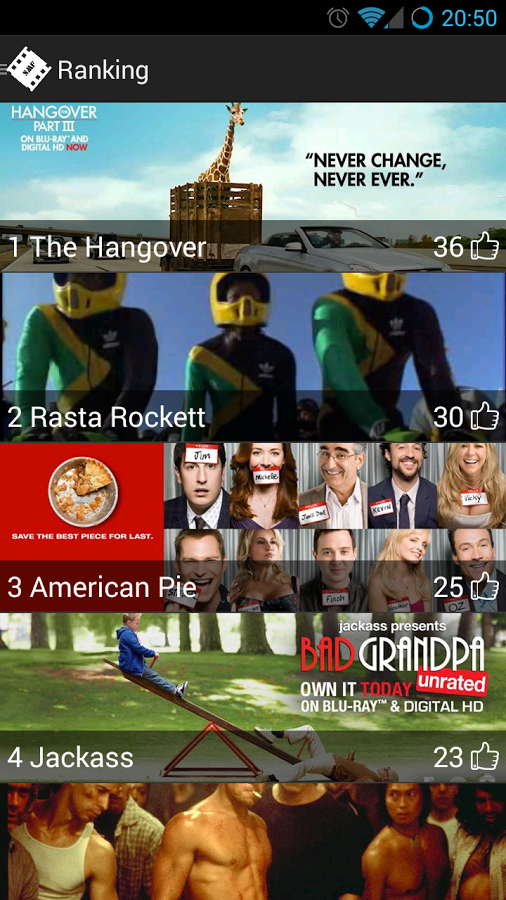 20:50
Ranking
THE
HANGOVER
PART III
ON BLU-RAY™ AND
DIGITAL HD NOW
“NEVER CHANGE,
NEVER EVER.”
1 The Hangover
36
adidas
2 Rasta Rockett
30
Jim
Michelle
Jim's Dad
KEVIN
Vicky
SAVE THE BEST PIECE FOR LAST.
Finch
OZ
3 American Pie
25
jackass presents
BAD GRANDPA
unrated
OWN IT TODAY
ON BLU-RAY™ & DIGITAL HD
4 Jackass
23